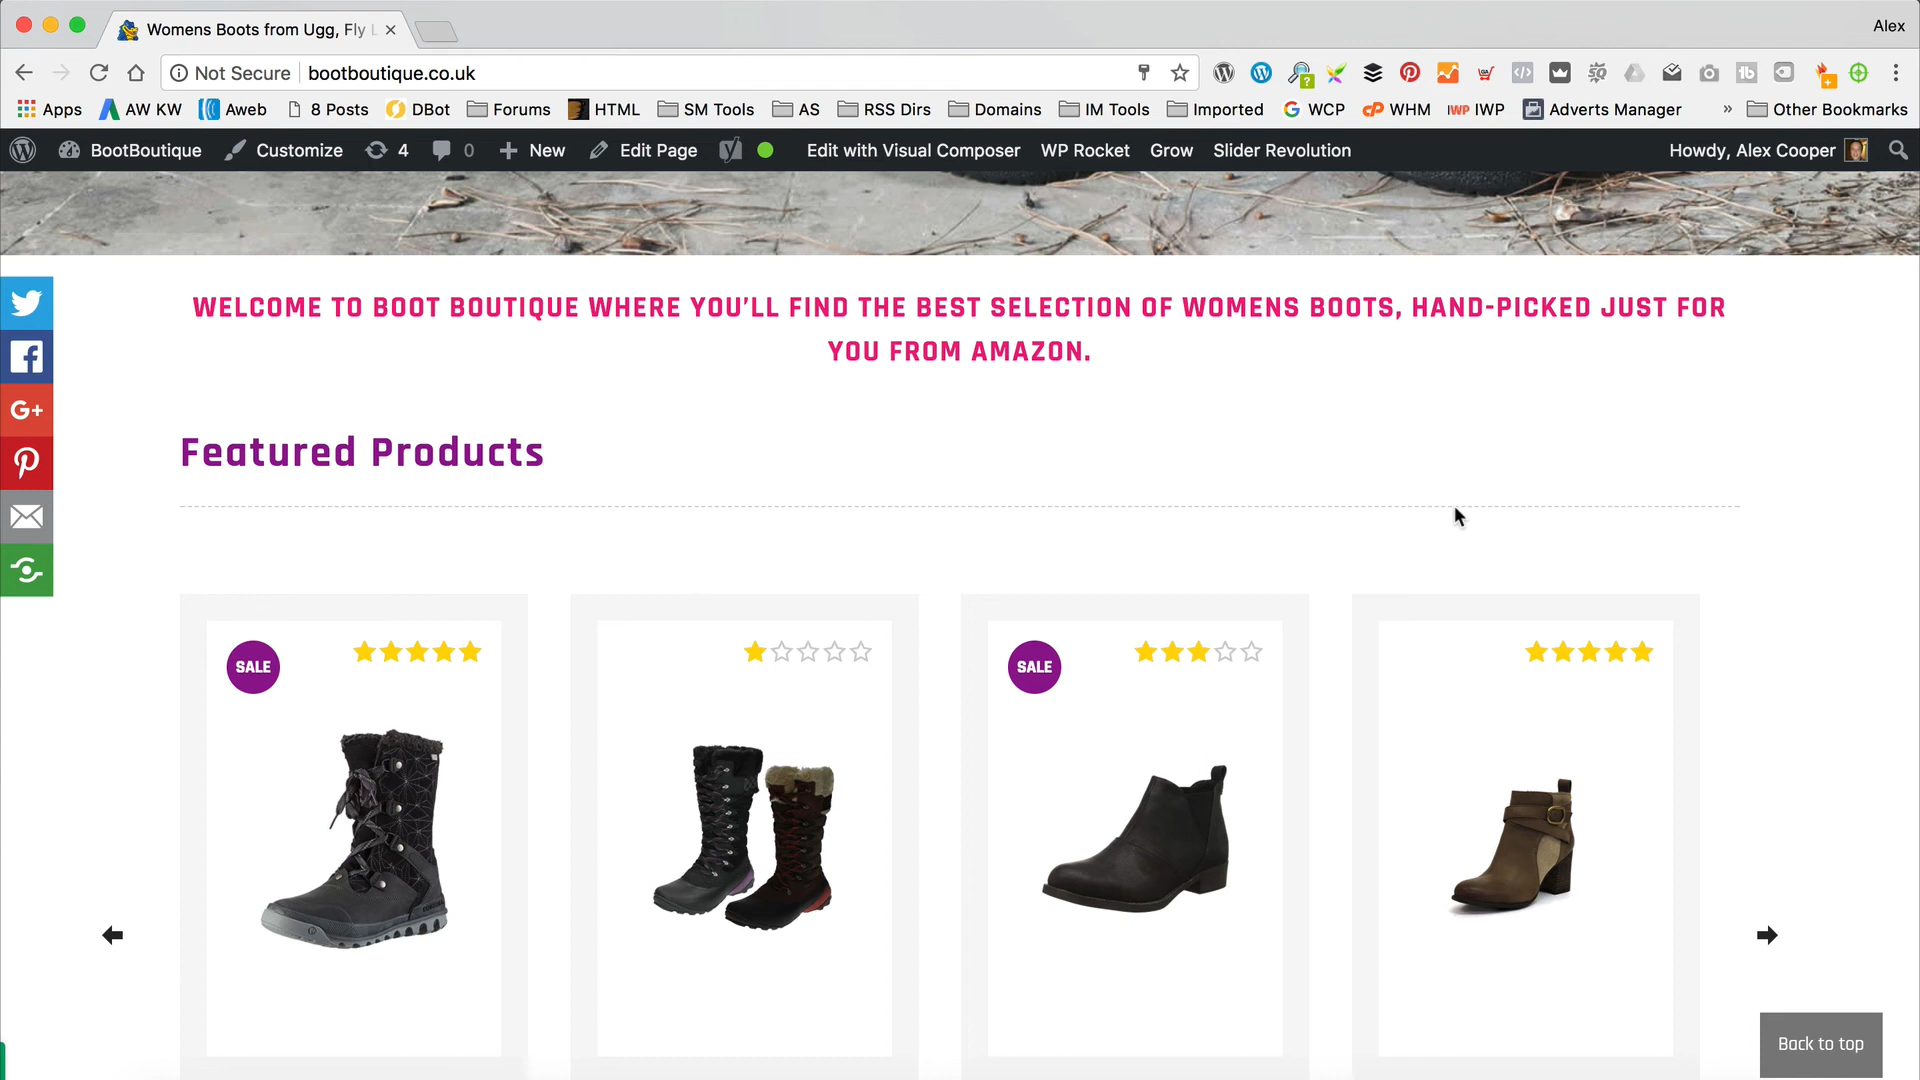 Womens Boots from Ugg, Fly L
Alex
Not Secure bootboutique.co.uk
Apps AW KW Aweb 8 Posts DBot Forums HTML SM Tools AS RSS Dirs Domains IM Tools Imported WCP WHM IWP Adverts Manager » Other Bookmarks
BootBoutique Customize 4 0 New Edit Page Edit with Visual Composer WP Rocket Grow Slider Revolution Howdy, Alex Cooper
WELCOME TO BOOT BOUTIQUE WHERE YOU'LL FIND THE BEST SELECTION OF WOMENS BOOTS, HAND-PICKED JUST FOR
YOU FROM AMAZON.
Featured Products
SALE
SALE
Back to top